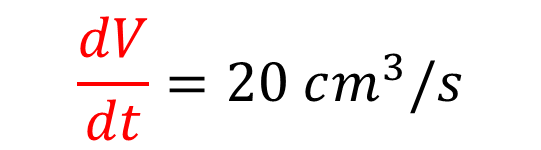 dV/dt = 20 cm³/s